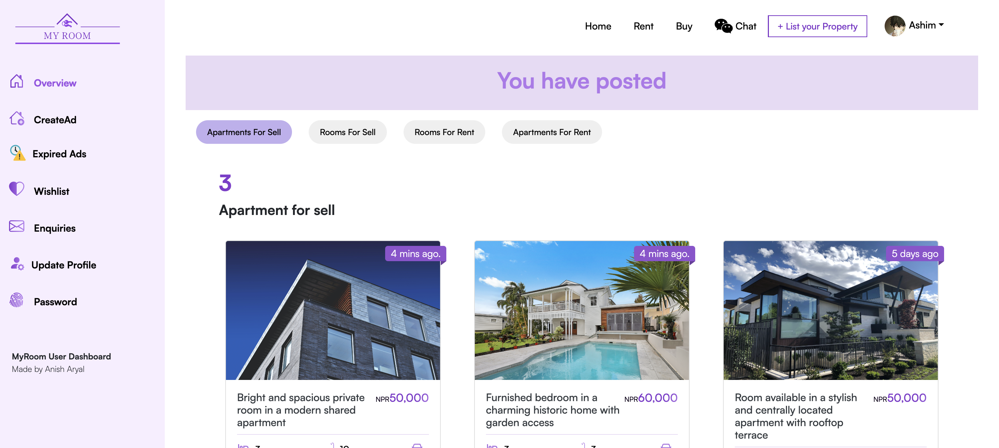 MY ROOM
Overview
CreateAd
Expired Ads
Wishlist
Enquiries
Update Profile
Password
MyRoom User Dashboard
Made by Anish Aryal
Home
Rent
Buy
Chat
+ List your Property
Ashim
You have posted
Apartments For Sell
Rooms For Sell
Rooms For Rent
Apartments For Rent
3
Apartment for sell
4 mins ago.
Bright and spacious private
room in a modern shared
apartment
NPR50,000
3
10
4 mins ago.
Furnished bedroom in a
charming historic home with
garden access
NPR60,000
3
3
5 days ago
Room available in a stylish
and centrally located
apartment with rooftop
terrace
NPR50,000